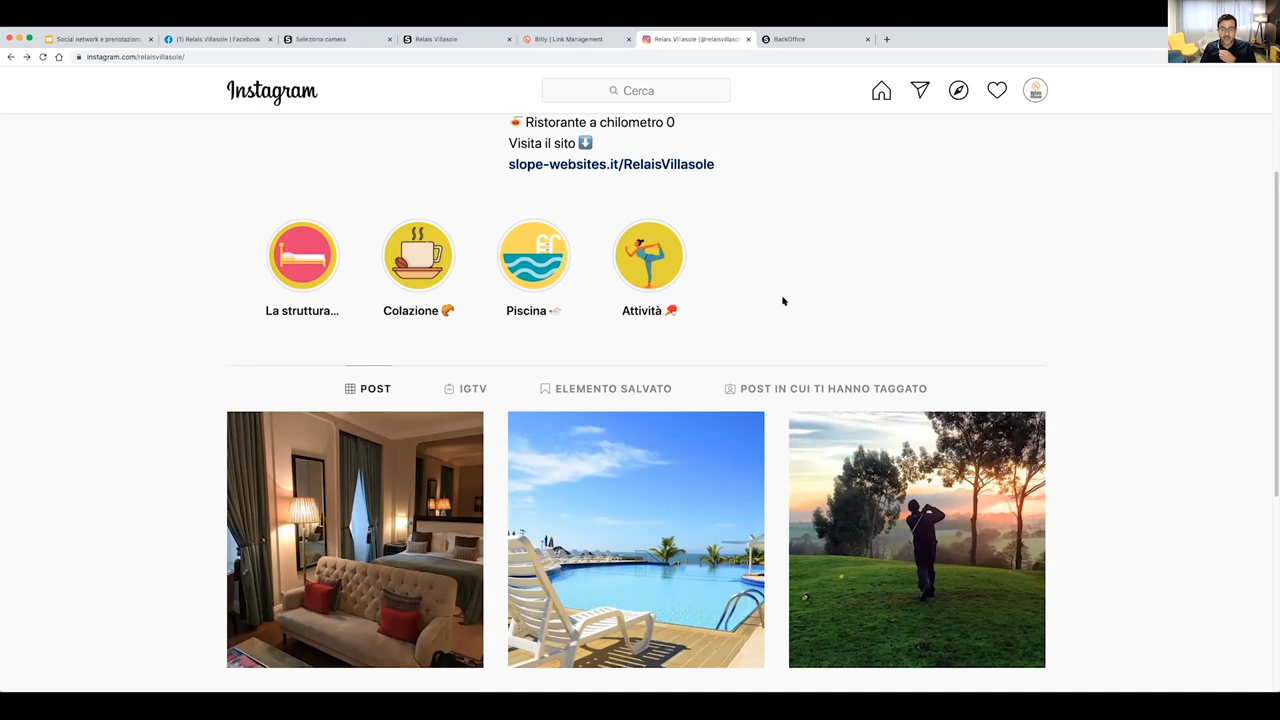 Social network e prenotazion
(1) Relais Villasole | Facebook
Seleziona camera
Relais Villasole
Bitly | Link Management
Relais Villasole (@relaisvillaso
BackOffice
instagram.com/relaisvillasole/
Instagram
Cerca
🍝 Ristorante a chilometro 0
Visita il sito ⬇️
slope-websites.it/RelaisVillasole
La struttura...
Colazione 🥐
Piscina
Attività 🏓
POST
IGTV
ELEMENTO SALVATO
POST IN CUI TI HANNO TAGGATO